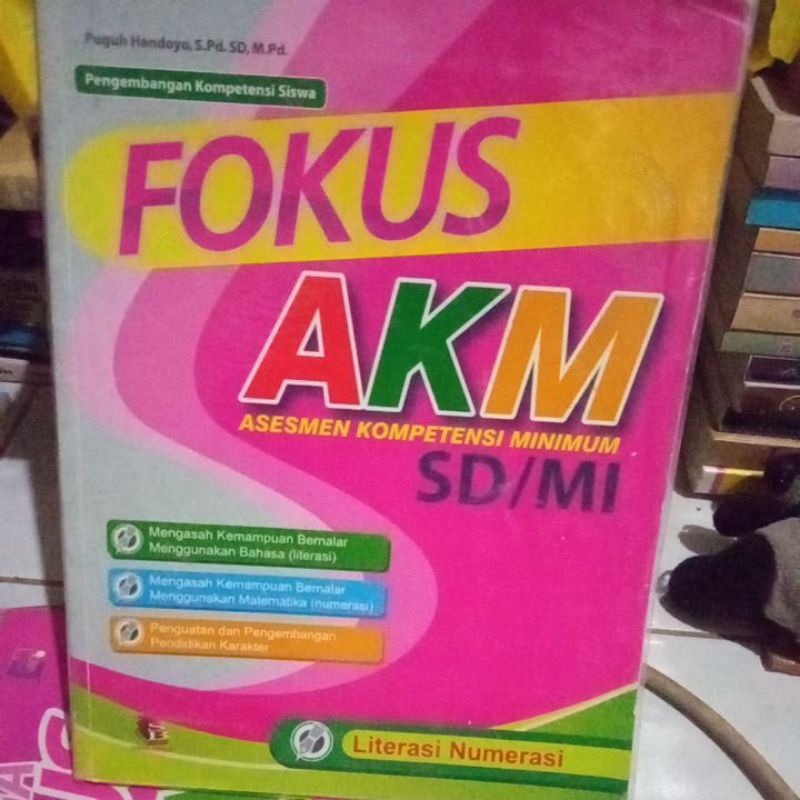 Puguh Handoyo, S.Pd. SD, M.Pd.
Pengembangan Kompetensi Siswa
FOKUS
AKM
ASESMEN KOMPETENSI MINIMUM
SD/MI
Mengasah Kemampuan Bernalar
Menggunakan Bahasa (literasi)
Mengasah Kemampuan Bernalar
Menggunakan Matematika (numerasi)
Penguatan dan Pengembangan
Pendidikan Karakter
Literasi Numerasi